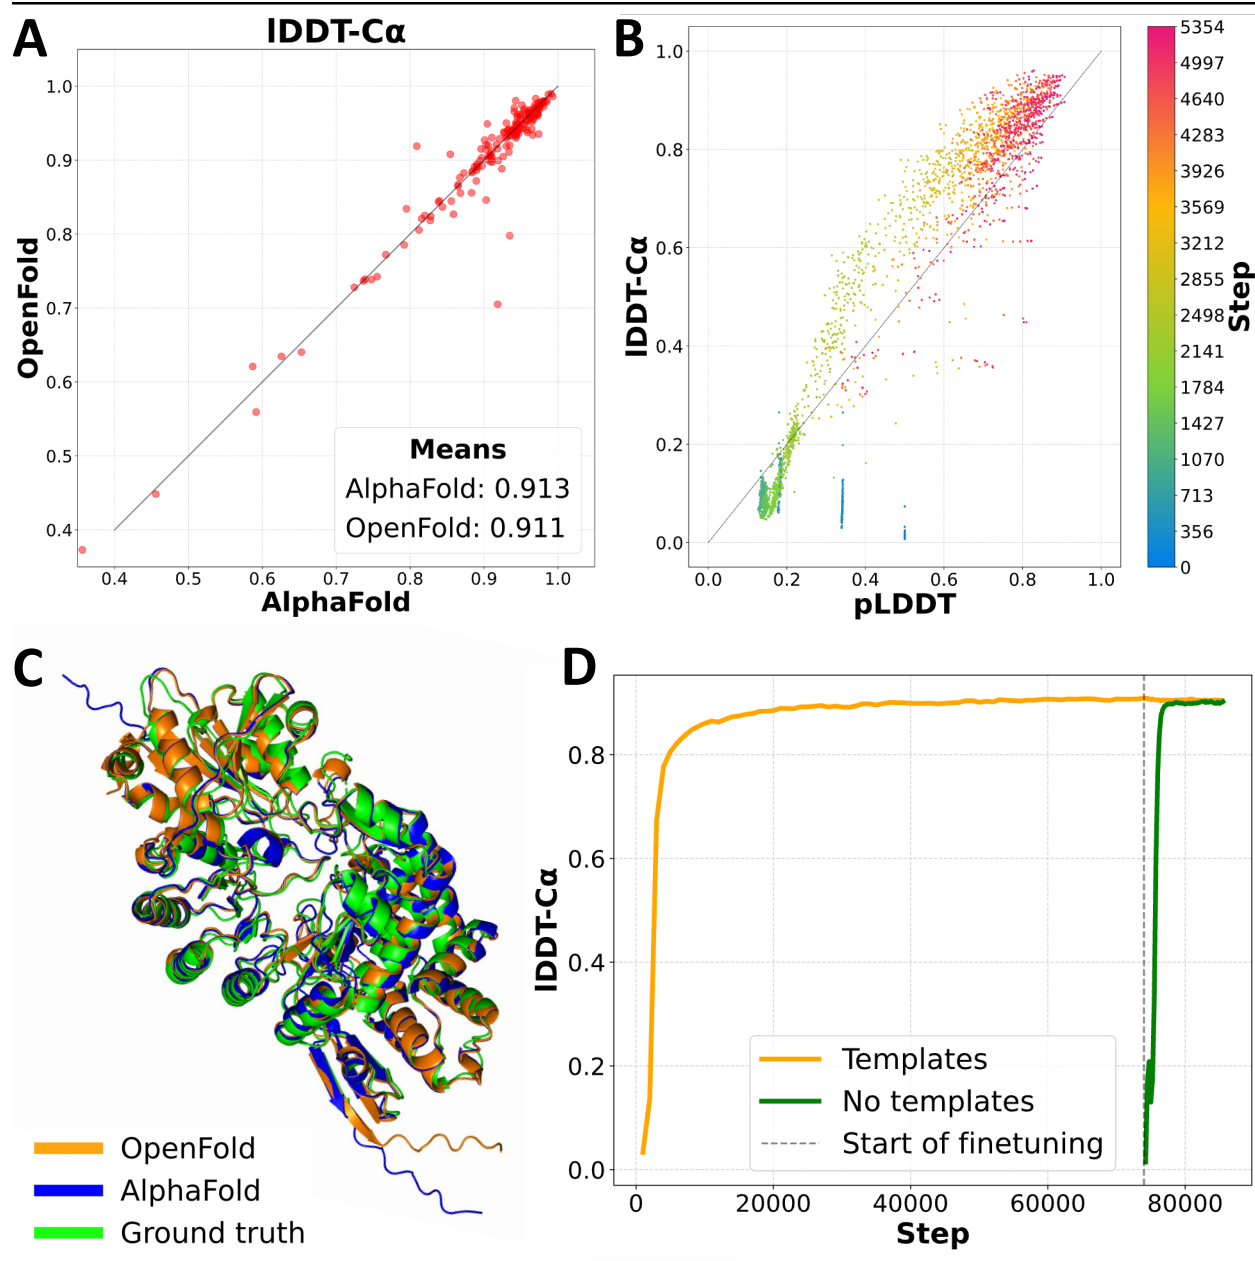 A
lDDT-Cα
OpenFold
1.0
0.9
0.8
0.7
0.6
0.5
0.4
Means
AlphaFold: 0.913
OpenFold: 0.911
0.4 0.5 0.6 0.7 0.8 0.9 1.0
AlphaFold
B
lDDT-Cα
1.0
0.8
0.6
0.4
0.2
0.0
0.0 0.2 0.4 0.6 0.8 1.0
pLDDT
5354
4997
4640
4283
3926
3569
3212
2855
2498
2141
1784
1427
1070
713
356
0
Step
C
OpenFold
AlphaFold
Ground truth
D
lDDT-Cα
0.8
0.6
0.4
0.2
0.0
Templates
No templates
Start of finetuning
0 20000 40000 60000 80000
Step